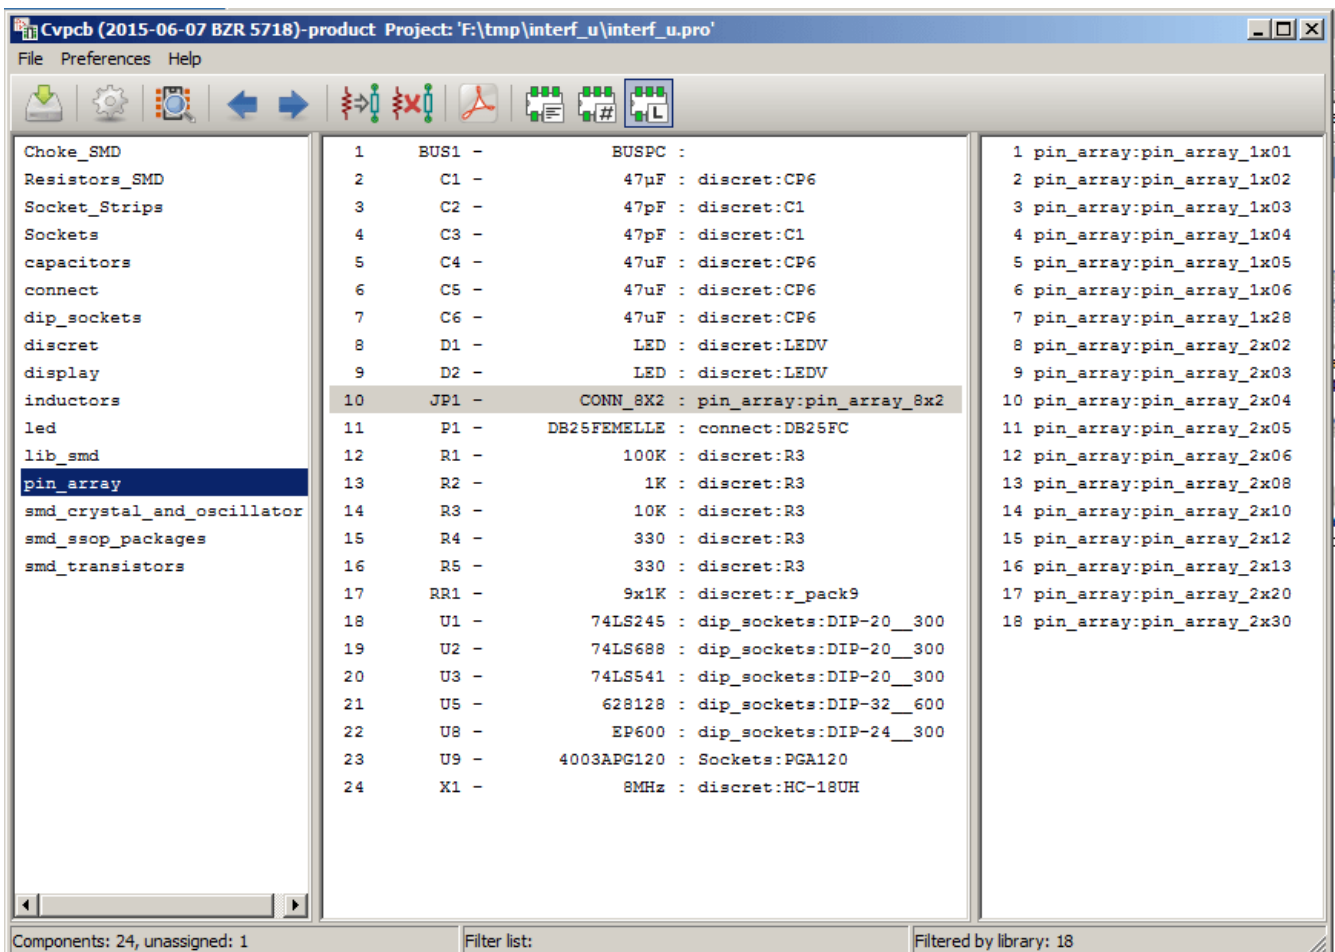 Cvpcb (2015-06-07 BZR 5718)-product Project: 'F:\tmp\interf_u\interf_u.pro'
File Preferences Help
Choke_SMD
Resistors_SMD
Socket_Strips
Sockets
capacitors
connect
dip_sockets
discret
display
inductors
led
lib_smd
pin_array
smd_crystal_and_oscillator
smd_ssop_packages
smd_transistors
1 BUS1 - BUSPC :
2 C1 - 47µF : discret:CP6
3 C2 - 47pF : discret:C1
4 C3 - 47pF : discret:C1
5 C4 - 47uF : discret:CP6
6 C5 - 47uF : discret:CP6
7 C6 - 47uF : discret:CP6
8 D1 - LED : discret:LEDV
9 D2 - LED : discret:LEDV
10 JP1 - CONN_8X2 : pin_array:pin_array_8x2
11 P1 - DB25FEMELLE : connect:DB25FC
12 R1 - 100K : discret:R3
13 R2 - 1K : discret:R3
14 R3 - 10K : discret:R3
15 R4 - 330 : discret:R3
16 R5 - 330 : discret:R3
17 RR1 - 9x1K : discret:r_pack9
18 U1 - 74LS245 : dip_sockets:DIP-20__300
19 U2 - 74LS688 : dip_sockets:DIP-20__300
20 U3 - 74LS541 : dip_sockets:DIP-20__300
21 U5 - 628128 : dip_sockets:DIP-32__600
22 U8 - EP600 : dip_sockets:DIP-24__300
23 U9 - 4003APG120 : Sockets:PGA120
24 X1 - 8MHz : discret:HC-18UH
1 pin_array:pin_array_1x01
2 pin_array:pin_array_1x02
3 pin_array:pin_array_1x03
4 pin_array:pin_array_1x04
5 pin_array:pin_array_1x05
6 pin_array:pin_array_1x06
7 pin_array:pin_array_1x28
8 pin_array:pin_array_2x02
9 pin_array:pin_array_2x03
10 pin_array:pin_array_2x04
11 pin_array:pin_array_2x05
12 pin_array:pin_array_2x06
13 pin_array:pin_array_2x08
14 pin_array:pin_array_2x10
15 pin_array:pin_array_2x12
16 pin_array:pin_array_2x13
17 pin_array:pin_array_2x20
18 pin_array:pin_array_2x30
Components: 24, unassigned: 1
Filter list:
Filtered by library: 18